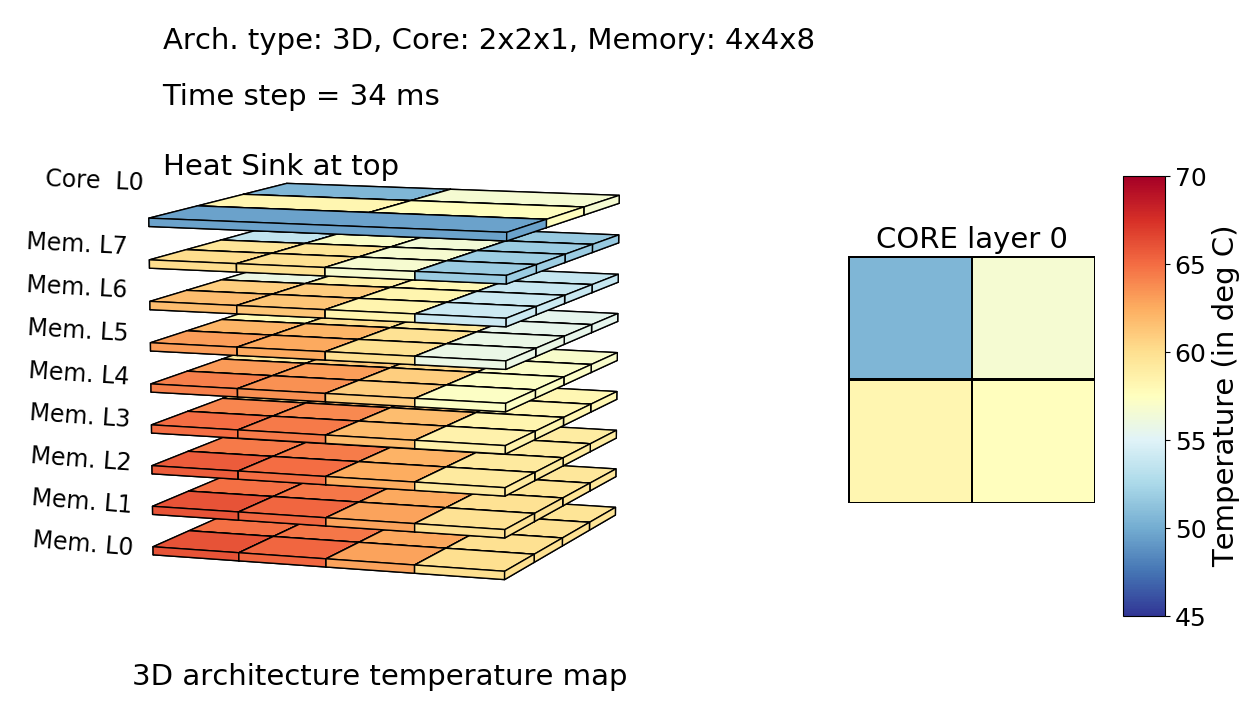 Arch. type: 3D, Core: 2x2x1, Memory: 4x4x8
Time step = 34 ms
Heat Sink at top
Core  L0
Mem. L7
Mem. L6
Mem. L5
Mem. L4
Mem. L3
Mem. L2
Mem. L1
Mem. L0
3D architecture temperature map
CORE layer 0
70
65
60
55
50
45
Temperature (in deg C)